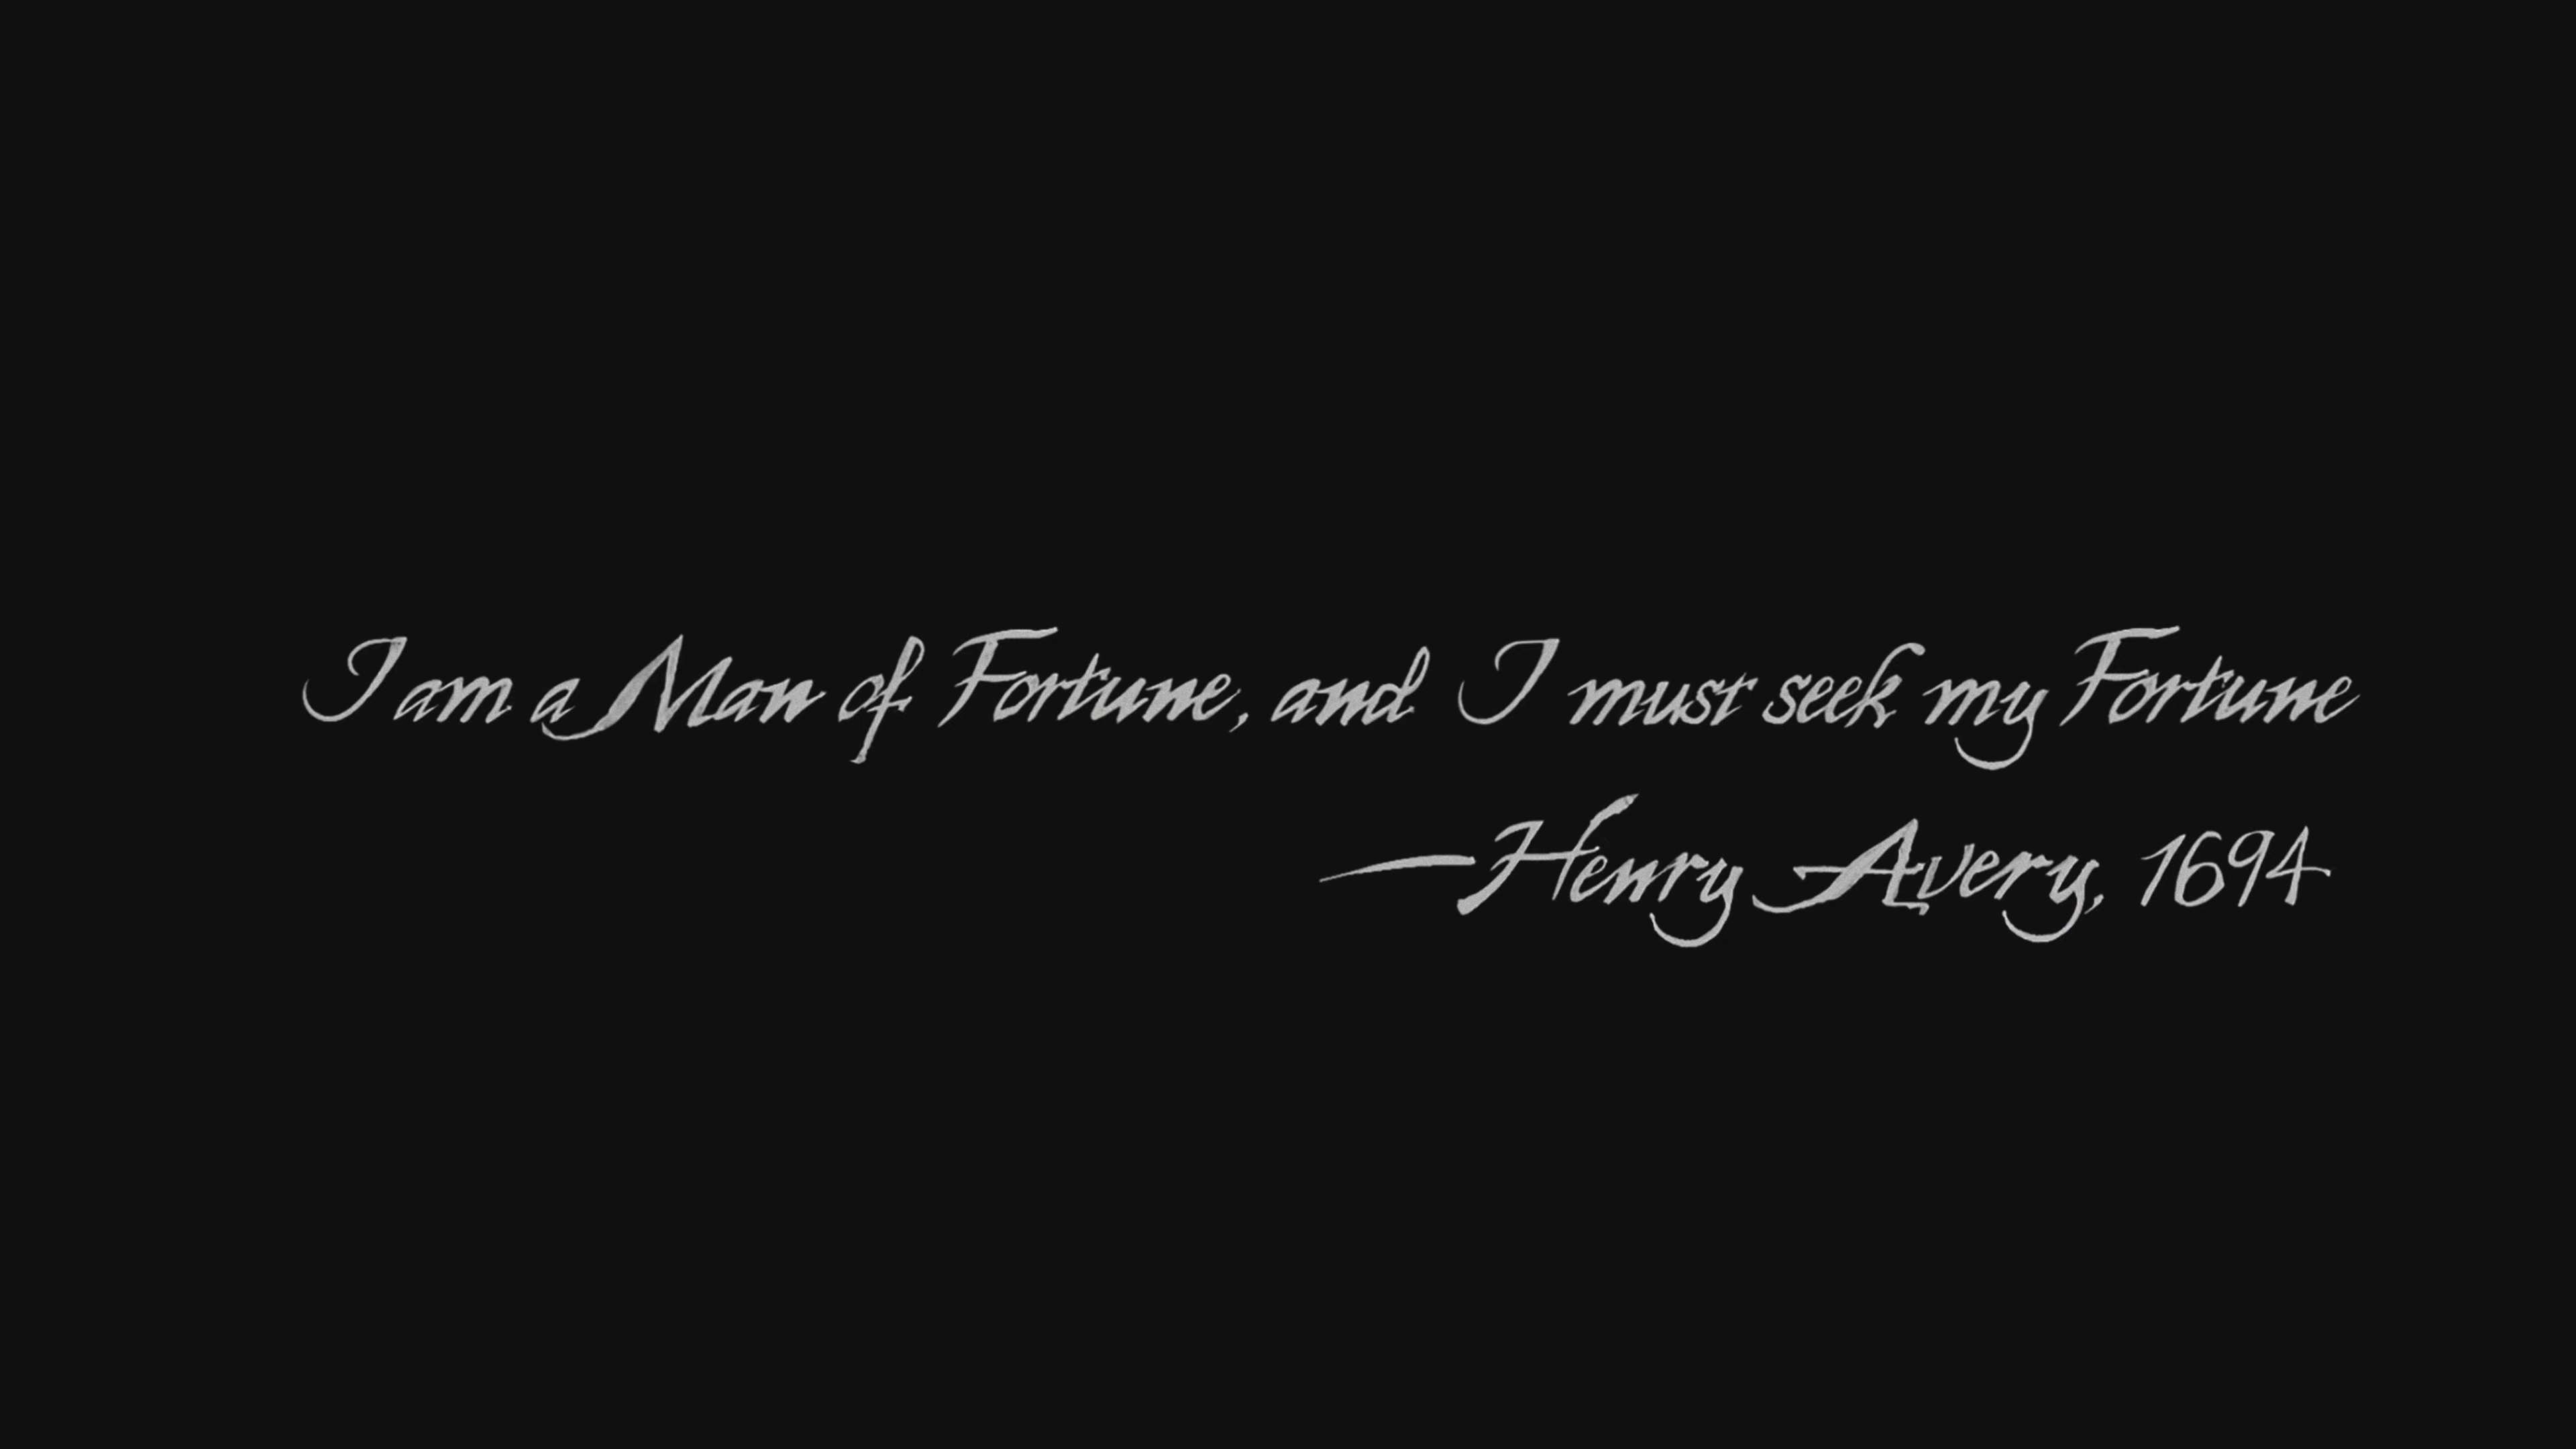 I am a Man of Fortune, and I must seek my Fortune
—Henry Avery, 1694